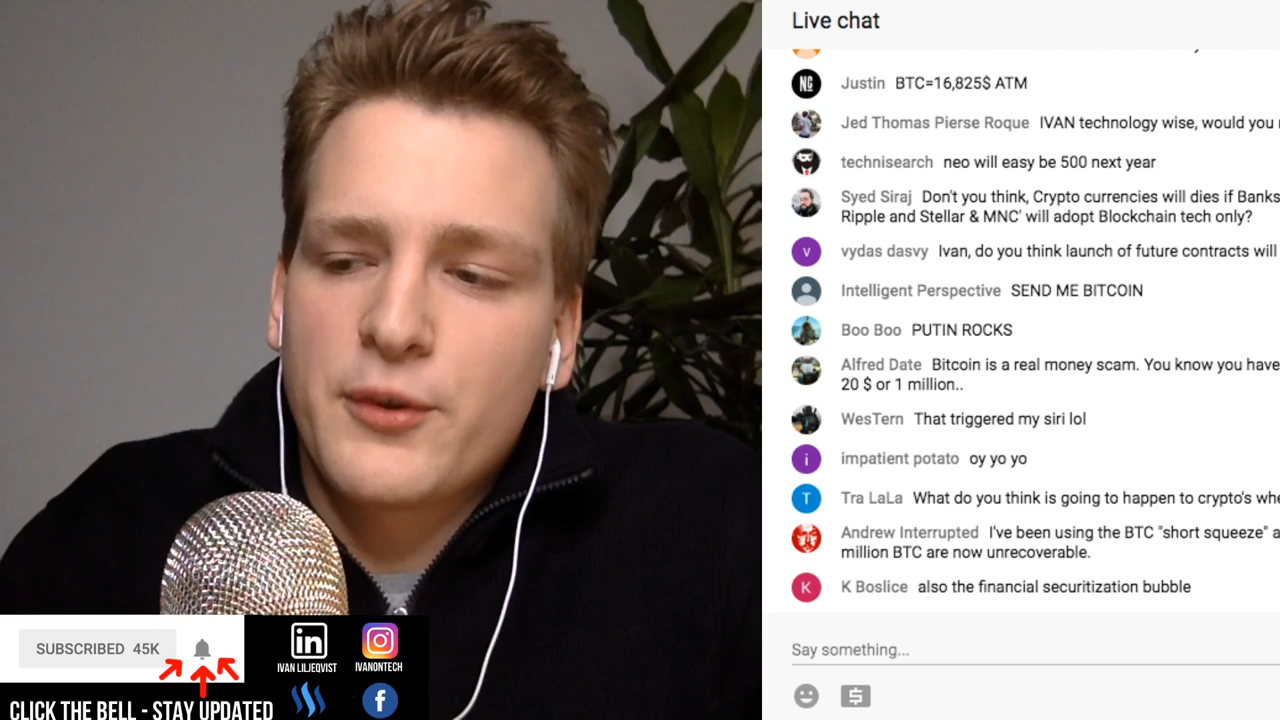 Live chat
Justin BTC=16,825$ ATM
Jed Thomas Pierse Roque IVAN technology wise, would you
technisearch neo will easy be 500 next year
Syed Siraj Don't you think, Crypto currencies will dies if Banks
Ripple and Stellar & MNC' will adopt Blockchain tech only?
vydas dasvy Ivan, do you think launch of future contracts will
Intelligent Perspective SEND ME BITCOIN
Boo Boo PUTIN ROCKS
Alfred Date Bitcoin is a real money scam. You know you have
20 $ or 1 million..
WesTern That triggered my siri lol
impatient potato oy yo yo
Tra LaLa What do you think is going to happen to crypto's
Andrew Interrupted I've been using the BTC "short squeeze"
million BTC are now unrecoverable.
K Boslice also the financial securitization bubble
Say something...
SUBSCRIBED 45K
CLICK THE BELL - STAY UPDATED
in
IVAN LILJEQVIST
IVANONTECH
f
NG
v
i
T
K
$